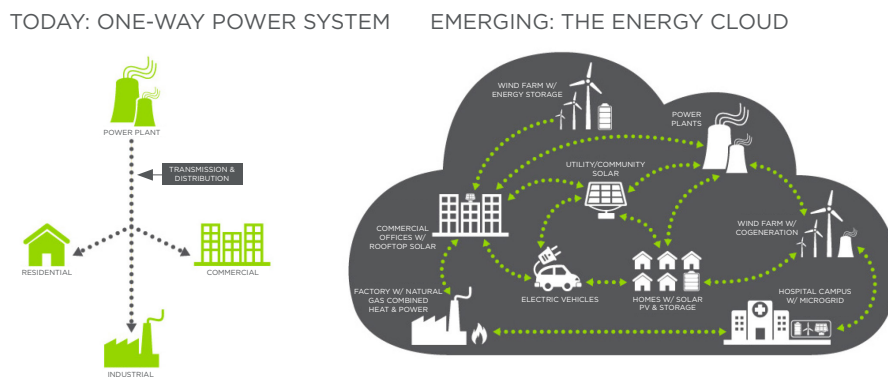 TODAY: ONE-WAY POWER SYSTEM
POWER PLANT
TRANSMISSION &
DISTRIBUTION
RESIDENTIAL
COMMERCIAL
INDUSTRIAL
EMERGING: THE ENERGY CLOUD
WIND FARM W/
ENERGY STORAGE
POWER
PLANTS
UTILITY/COMMUNITY
SOLAR
COMMERCIAL
OFFICES W/
ROOFTOP SOLAR
WIND FARM W/
COGENERATION
ELECTRIC VEHICLES
HOMES W/ SOLAR
PV & STORAGE
FACTORY W/ NATURAL
GAS COMBINED
HEAT & POWER
HOSPITAL CAMPUS
W/ MICROGRID